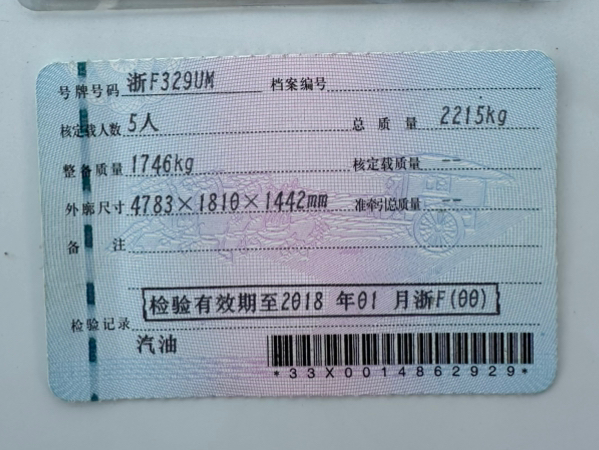 号牌号码 浙F329UM 档案编号
核定载人数 5人 总质量 2215kg
整备质量 1746kg 核定载质量 --
外廓尺寸 4783×1810×1442mm 准牵引总质量 --
备注
检验记录 检验有效期至2018 年01 月浙F(00)
汽油
*33X0014862929*